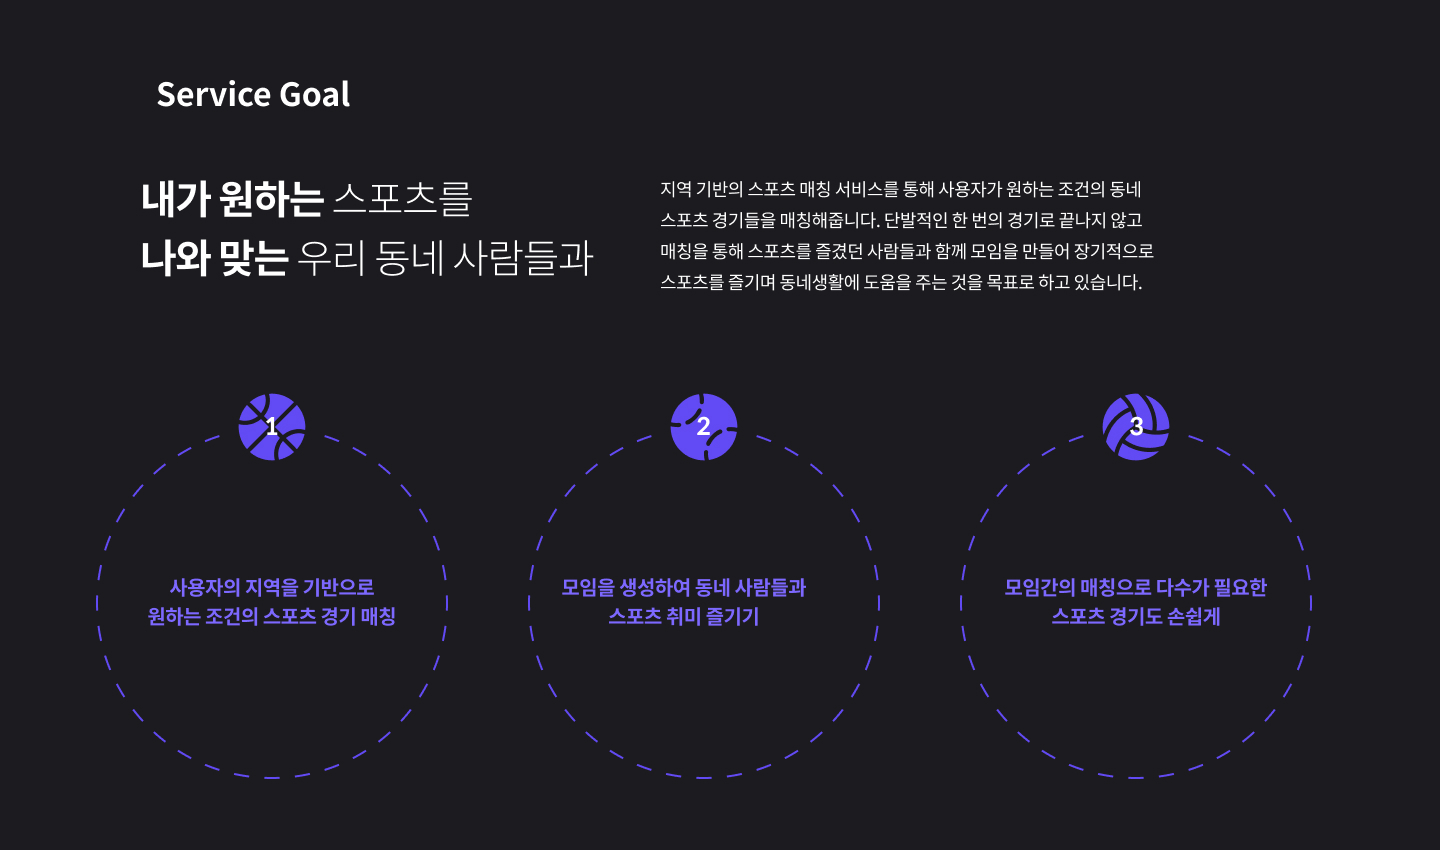 Service Goal
내가 원하는 스포츠를
나와 맞는 우리 동네 사람들과
지역 기반의 스포츠 매칭 서비스를 통해 사용자가 원하는 조건의 동네
스포츠 경기들을 매칭해줍니다. 단발적인 한 번의 경기로 끝나지 않고
매칭을 통해 스포츠를 즐겼던 사람들과 함께 모임을 만들어 장기적으로
스포츠를 즐기며 동네생활에 도움을 주는 것을 목표로 하고 있습니다.
1
사용자의 지역을 기반으로
원하는 조건의 스포츠 경기 매칭
2
모임을 생성하여 동네 사람들과
스포츠 취미 즐기기
3
모임간의 매칭으로 다수가 필요한
스포츠 경기도 손쉽게